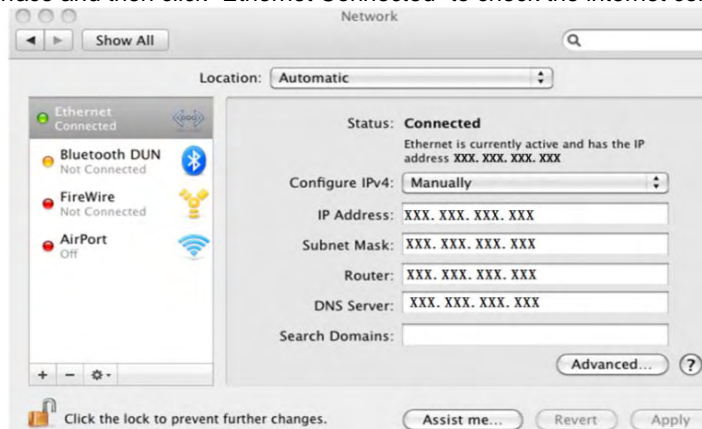 and then click "Ethernet Connected" to check the internet
Network
Show All
Location: Automatic
Ethernet
Connected
Bluetooth DUN
Not Connected
FireWire
Not Connected
AirPort
Off
Status: Connected
Ethernet is currently active and has the IP
address XXX. XXX. XXX. XXX
Configure IPv4: Manually
IP Address: XXX. XXX. XXX. XXX
Subnet Mask: XXX. XXX. XXX. XXX
Router: XXX. XXX. XXX. XXX
DNS Server: XXX. XXX. XXX. XXX
Search Domains:
Advanced... ?
Click the lock to prevent further changes.
Assist me... Revert Apply